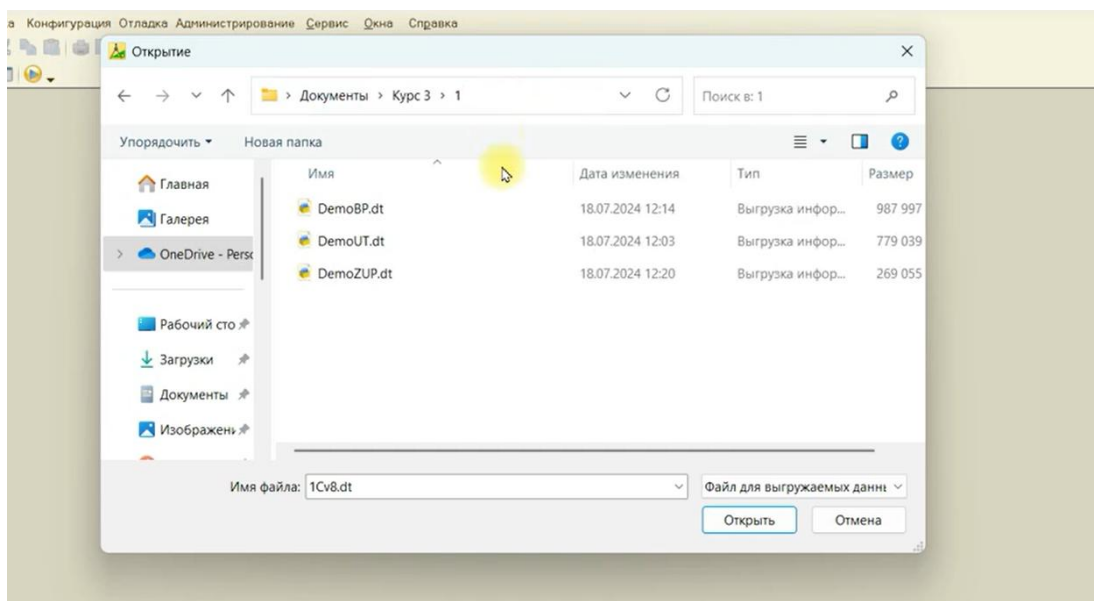 Конфигурация Отладка Администрирование Сервис Окна Справка
Открытие
Документы > Курс 3 > 1
Поиск в: 1
Упорядочить Новая папка
Имя Дата изменения Тип Размер
Главная
Галерея
OneDrive - Perso
Рабочий сто
Загрузки
Документы
Изображени
DemoBP.dt 18.07.2024 12:14 Выгрузка инфор... 987 997
DemoUT.dt 18.07.2024 12:03 Выгрузка инфор... 779 039
DemoZUP.dt 18.07.2024 12:20 Выгрузка инфор... 269 055
Имя файла: 1Cv8.dt
Файл для выгружаемых данны
Открыть Отмена